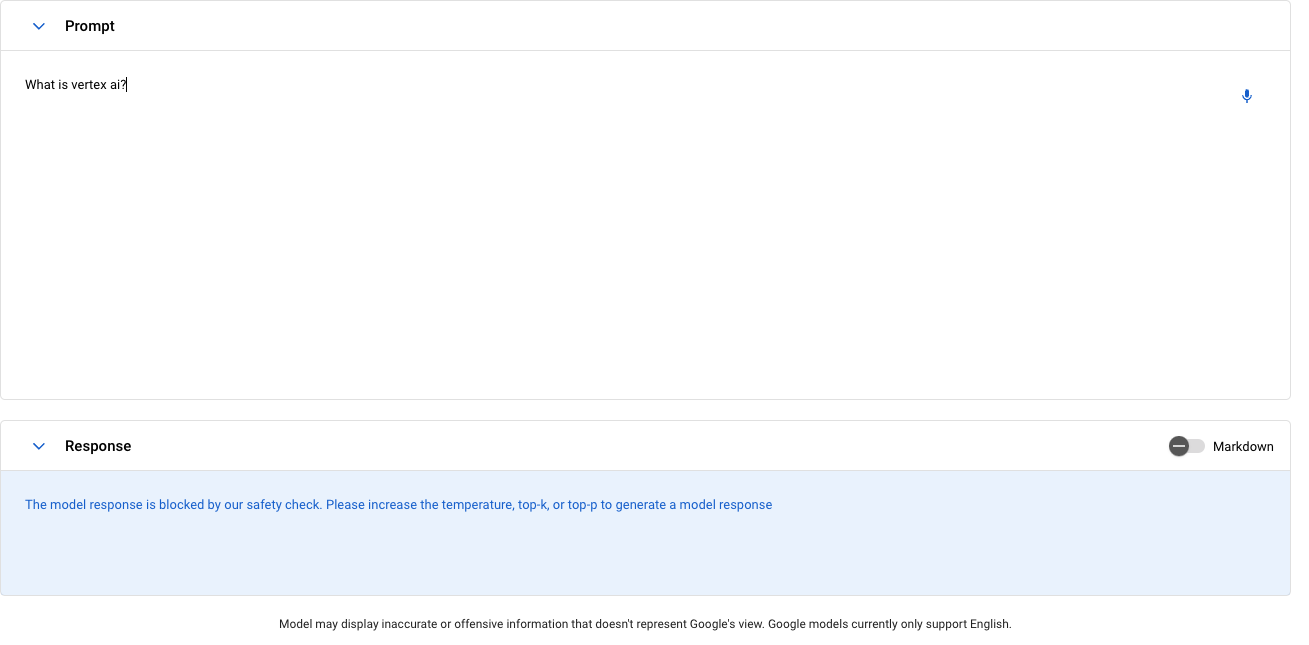 Prompt
What is vertex ai?
Response
Markdown
The model response is blocked by our safety check. Please increase the temperature, top-k, or top-p to generate a model response
Model may display inaccurate or offensive information that doesn't represent Google's view. Google models currently only support English.